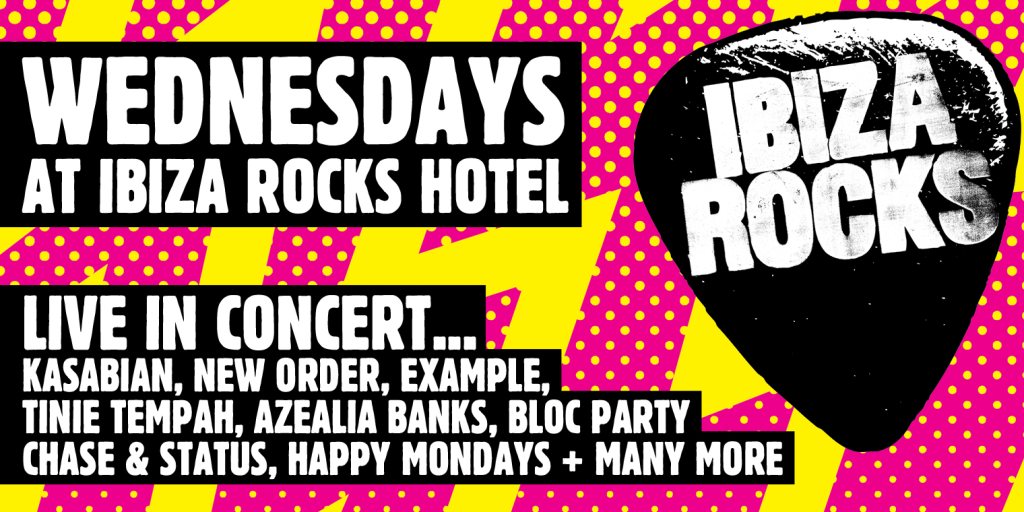 WEDNESDAYS
AT IBIZA ROCKS HOTEL
IBIZA
ROCKS
LIVE IN CONCERT...
KASABIAN, NEW ORDER, EXAMPLE,
TINIE TEMPAH, AZEALIA BANKS, BLOC PARTY
CHASE & STATUS, HAPPY MONDAYS + MANY MORE